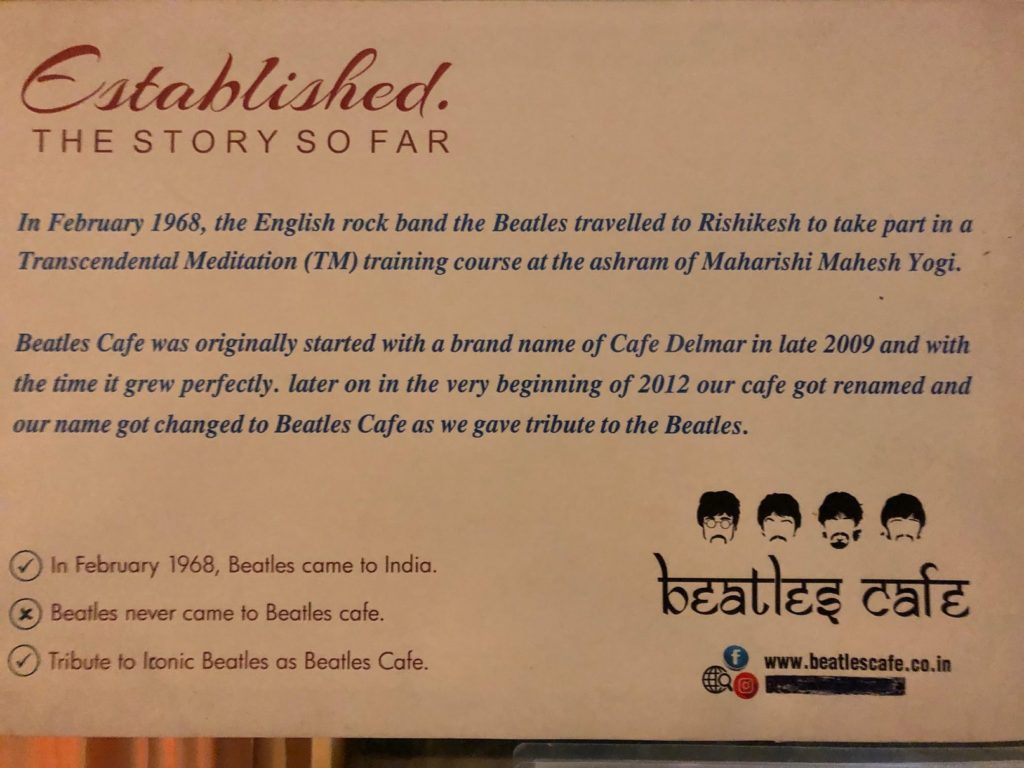 Established.
THE STORY SO FAR
In February 1968, the English rock band the Beatles travelled to Rishikesh to take part in a
Transcendental Meditation (TM) training course at the ashram of Maharishi Mahesh Yogi.
Beatles Cafe was originally started with a brand name of Cafe Delmar in late 2009 and with
the time it grew perfectly. later on in the very beginning of 2012 our cafe got renamed and
our name got changed to Beatles Cafe as we gave tribute to the Beatles.
In February 1968, Beatles came to India.
Beatles never came to Beatles cafe.
Tribute to Iconic Beatles as Beatles Cafe.
beatles cafe
www.beatlescafe.co.in